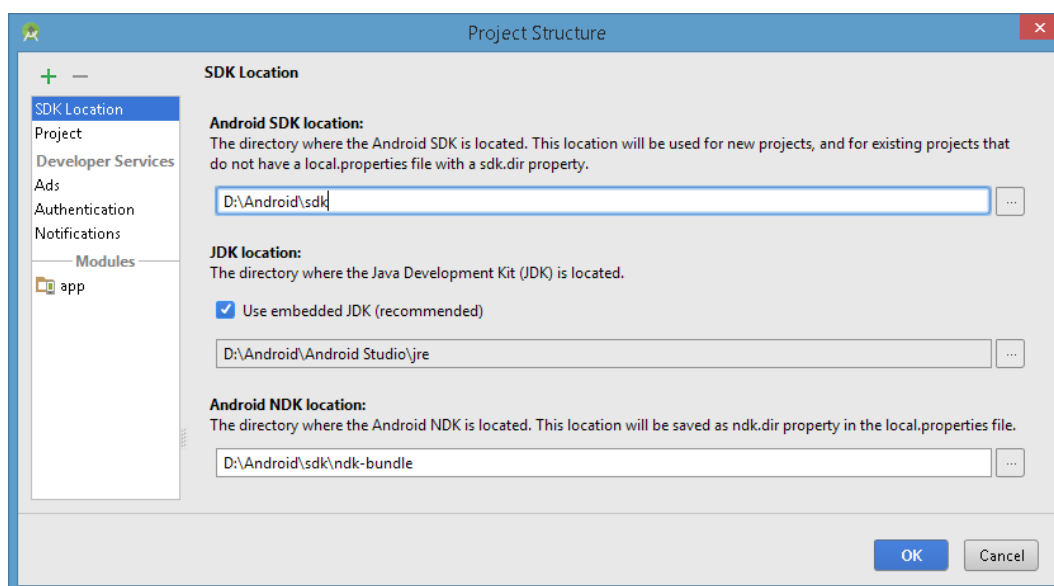 Project Structure
SDK Location
Project
Developer Services
Ads
Authentication
Notifications
Modules
app
SDK Location
Android SDK location:
The directory where the Android SDK is located. This location will be used for new projects, and for existing projects that
do not have a local.properties file with a sdk.dir property.
D:\Android\sdk
...
JDK location:
The directory where the Java Development Kit (JDK) is located.
Use embedded JDK (recommended)
D:\Android\Android Studio\jre
...
Android NDK location:
The directory where the Android NDK is located. This location will be saved as ndk.dir property in the local.properties file.
D:\Android\sdk\ndk-bundle
...
OK
Cancel